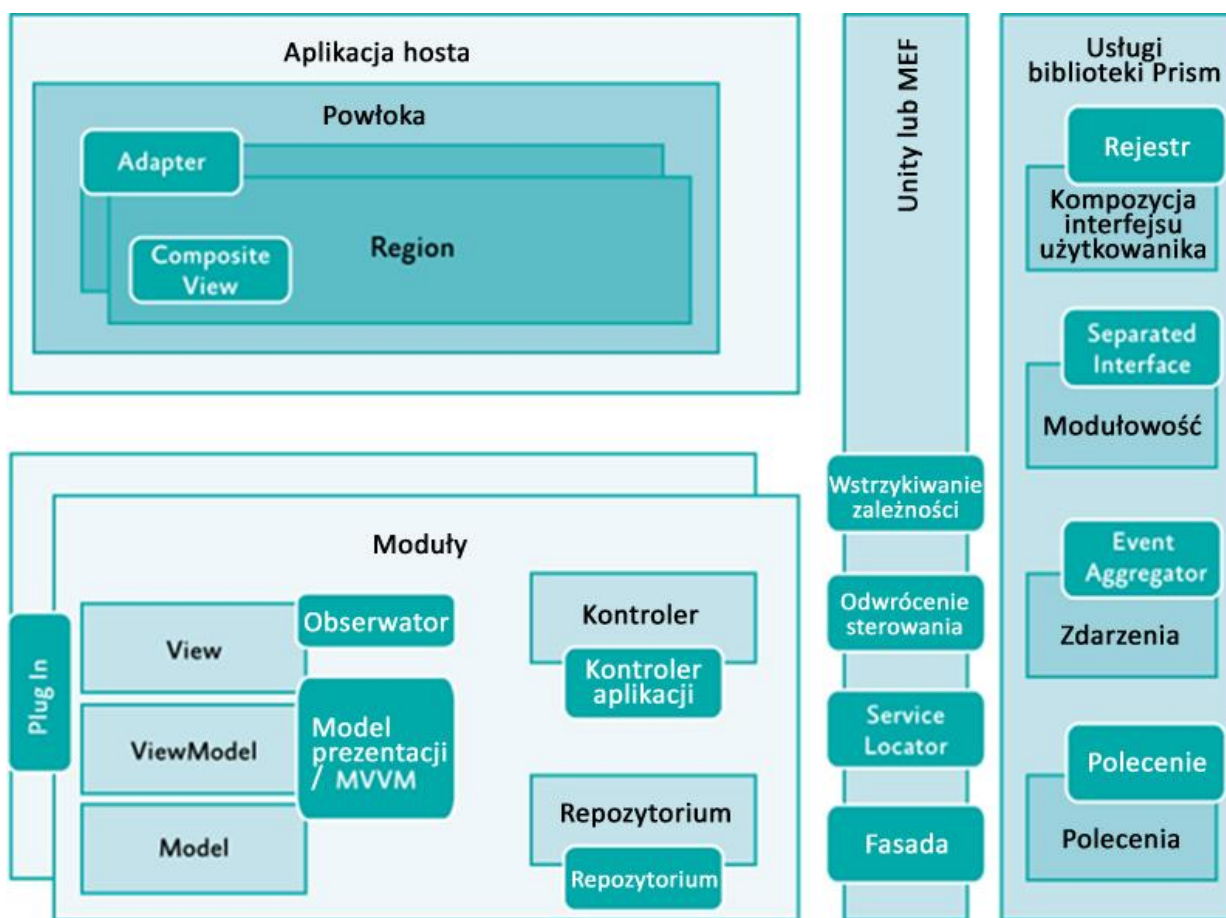 Aplikacja hosta
Powłoka
Adapter
Region
Composite
View
Moduły
Plug In
View
ViewModel
Model
Obserwator
Model
prezentacji
/ MVVM
Kontroler
Kontroler
aplikacji
Repozytorium
Repozytorium
Unity lub MEF
Wstrzykiwanie
zależności
Odwrócenie
sterowania
Service
Locator
Fasada
Usługi
biblioteki Prism
Rejestr
Kompozycja
interfejsu
użytkowanika
Separated
Interface
Modułowość
Event
Aggregator
Zdarzenia
Polecenie
Polecenia